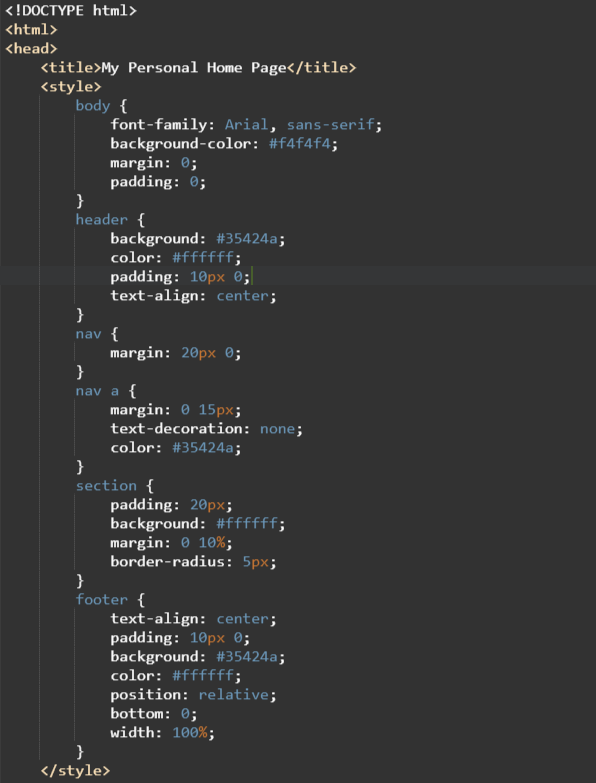 <!DOCTYPE html>
<html>
<head>
    <title>My Personal Home Page</title>
    <style>
        body {
            font-family: Arial, sans-serif;
            background-color: #f4f4f4;
            margin: 0;
            padding: 0;
        }
        header {
            background: #35424a;
            color: #ffffff;
            padding: 10px 0;
            text-align: center;
        }
        nav {
            margin: 20px 0;
        }
        nav a {
            margin: 0 15px;
            text-decoration: none;
            color: #35424a;
        }
        section {
            padding: 20px;
            background: #ffffff;
            margin: 0 10%;
            border-radius: 5px;
        }
        footer {
            text-align: center;
            padding: 10px 0;
            background: #35424a;
            color: #ffffff;
            position: relative;
            bottom: 0;
            width: 100%;
        }
    </style>